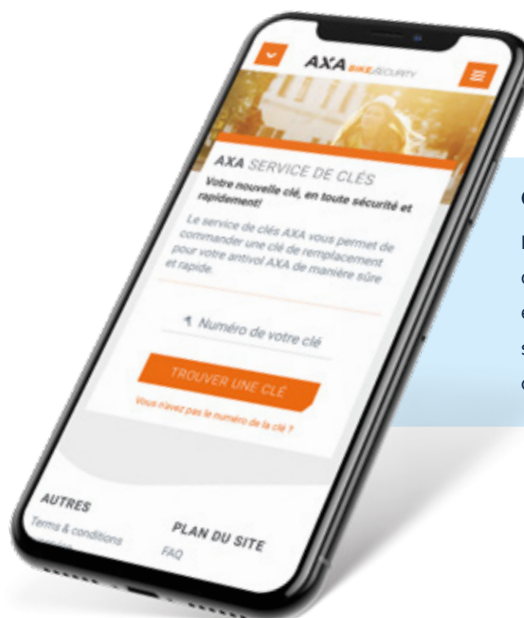 AXA BIKE SECURITY
AXA SERVICE DE CLÉS
Votre nouvelle clé, en toute sécurité et
rapidement!
Le service de clés AXA vous permet de
commander une clé de remplacement
pour votre antivol AXA de manière sûre
et rapide.
Numéro de votre clé
TROUVER UNE CLÉ
Vous n'avez pas le numéro de la clé ?
AUTRES
Terms & conditions
PLAN DU SITE
FAQ